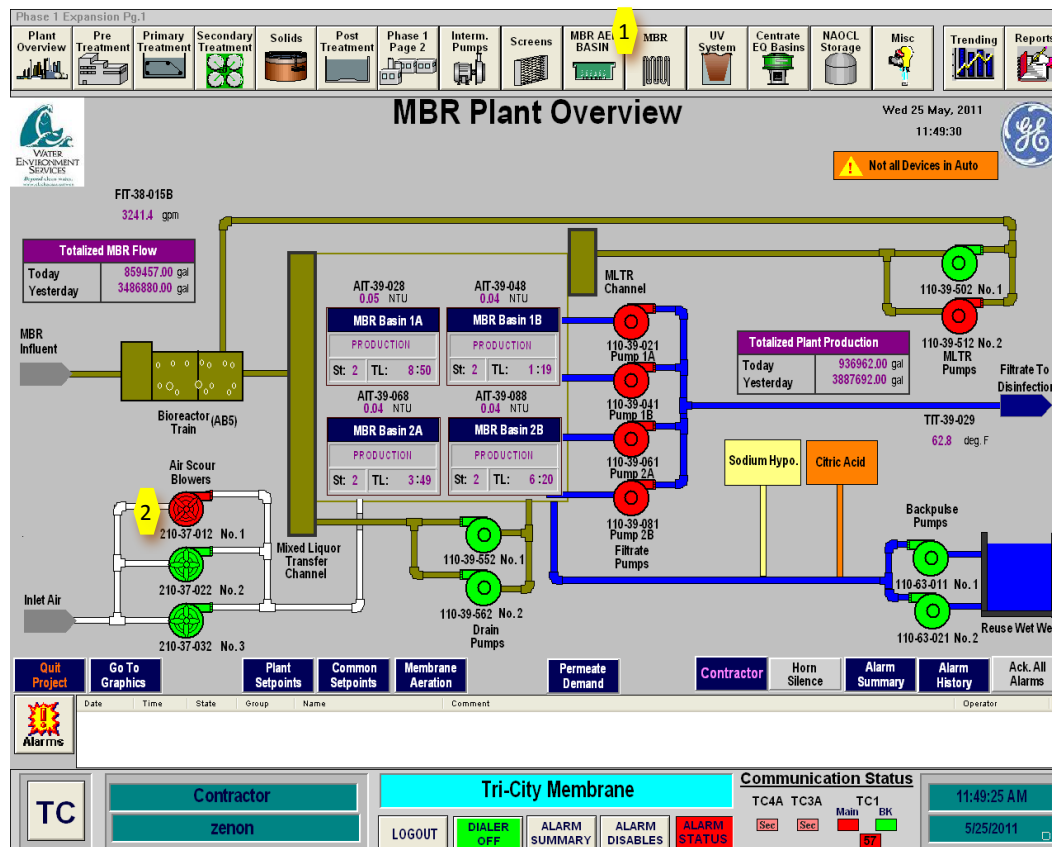 Phase 1 Expansion Pg.1
Plant Overview
Pre Treatment
Primary Treatment
Secondary Treatment
Solids
Post Treatment
Phase 1 Page 2
Interm. Pumps
Screens
MBR
BASIN
1
MBR
UV System
Centrate EQ Basins
NAOCL Storage
Misc
Trending
Reports
MBR Plant Overview
Wed 25 May, 2011
11:49:30
WATER
ENVIRONMENT
SERVICES
Not all Devices in Auto
FIT-38-015B
3241.4 gpm
Totalized MBR Flow
Today 859457.00 gal
Yesterday 3486880.00 gal
MBR
Influent
Bioreactor (AB5)
Train
AIT-39-028
0.05 NTU
MBR Basin 1A
PRODUCTION
St: 2 TL: 8:50
AIT-39-048
0.04 NTU
MBR Basin 1B
PRODUCTION
St: 2 TL: 1:19
AIT-39-068
0.04 NTU
MBR Basin 2A
PRODUCTION
St: 2 TL: 3:49
AIT-39-088
0.04 NTU
MBR Basin 2B
PRODUCTION
St: 2 TL: 6:20
MLTR
Channel
110-39-021
Pump 1A
110-39-041
Pump 1B
110-39-061
Pump 2A
110-39-081
Pump 2B
Filtrate
Pumps
110-39-502 No. 1
110-39-512 No.2
MLTR
Pumps
Totalized Plant Production
Today 936962.00 gal
Yesterday 3887692.00 gal
Filtrate To
Disinfection
TIT-39-029
62.8 deg. F
Sodium Hypo.
Citric Acid
Air Scour
Blowers
2
210-37-012 No.1
210-37-022 No.2
210-37-032 No.3
Inlet Air
Mixed Liquor
Transfer
Channel
110-39-552 No.1
110-39-562 No.2
Drain
Pumps
Backpulse
Pumps
110-63-011 No.1
110-63-021 No.2
Reuse Wet We
Quit Project
Go To Graphics
Plant Setpoints
Common Setpoints
Membrane Aeration
Permeate Demand
Contractor
Horn Silence
Alarm Summary
Alarm History
Ack. All Alarms
Alarms
Date Time State Group Name Comment Operator
TC
Contractor
zenon
Tri-City Membrane
LOGOUT
DIALER OFF
ALARM SUMMARY
ALARM DISABLES
ALARM STATUS
Communication Status
TC4A TC3A TC1
Main BK
Sec Sec
57
11:49:25 AM
5/25/2011